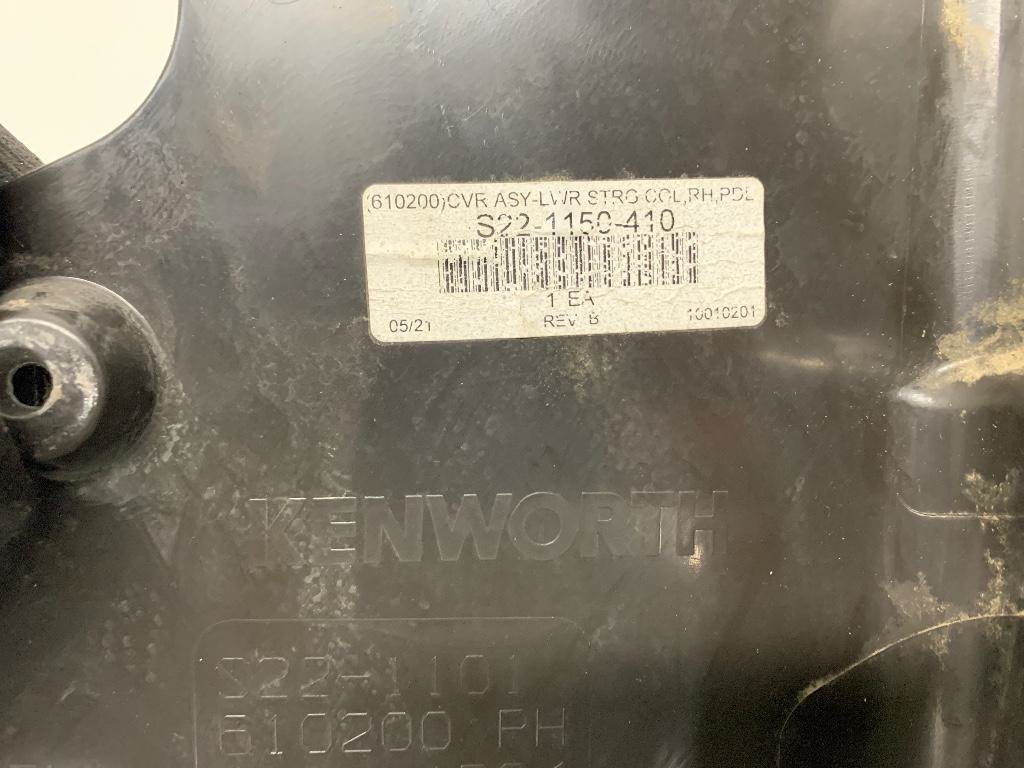 (610200)CVR ASY-LWR STRG COL,RH,PDL
S22-1150-410
1 EA
05/21 REV B 10010201
KENWORTH
S22-1101
610200 RH